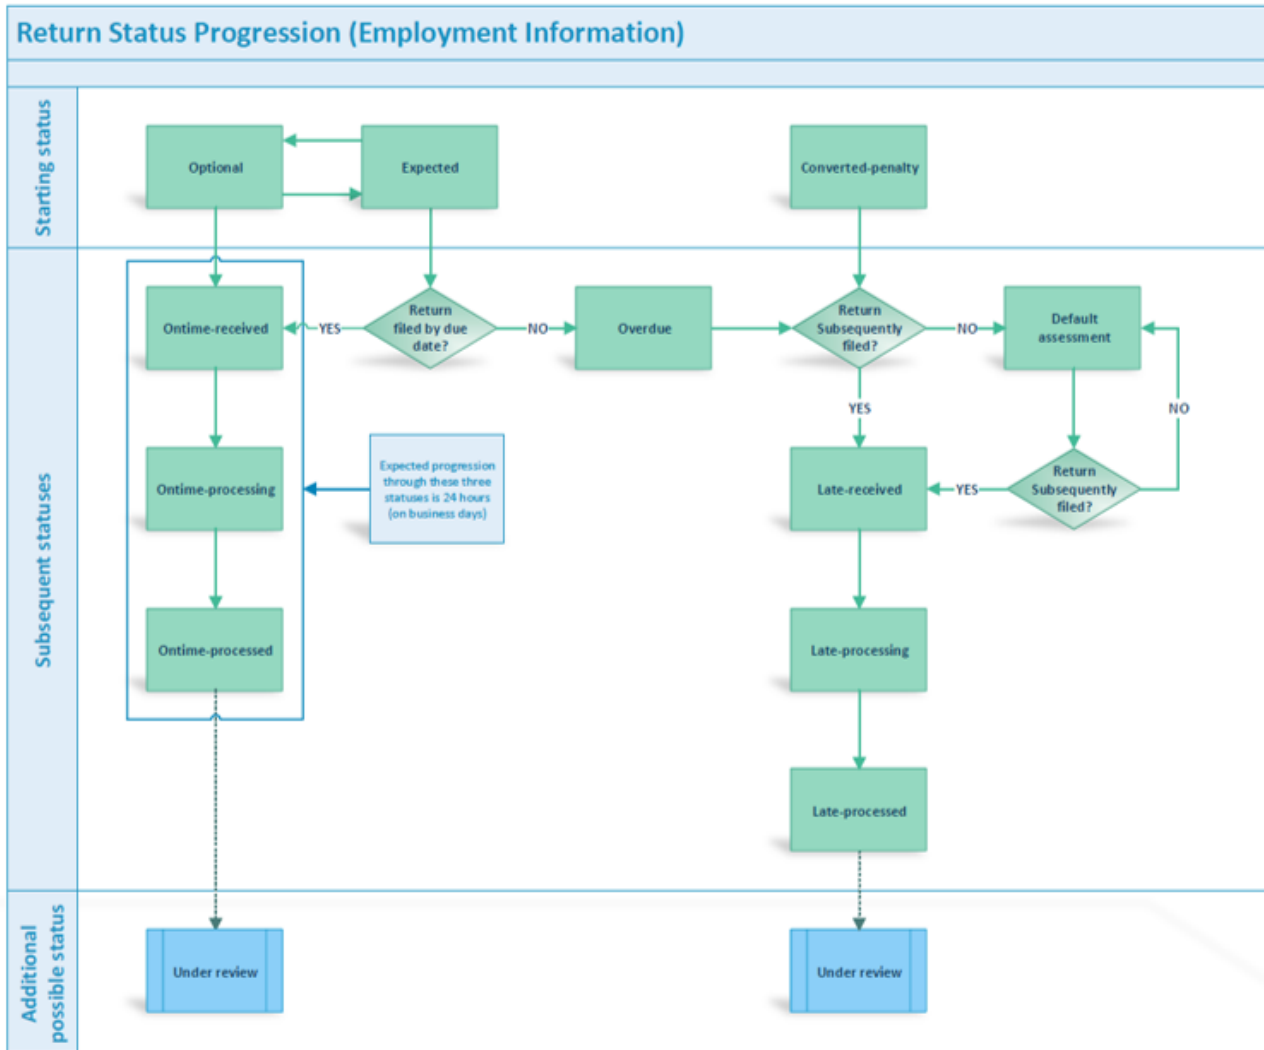 Return Status Progression (Employment Information)
Starting status
Optional
Expected
Converted-penalty
Subsequent statuses
Ontime-received
YES
Return
filed by due
date?
NO
Overdue
Return
Subsequently
filed?
NO
Default
assessment
YES
NO
Ontime-processing
Expected progression
through these three
statuses is 24 hours
(on business days)
Late-received
YES
Return
Subsequently
filed?
Ontime-processed
Late-processing
Late-processed
Additional
possible status
Under review
Under review